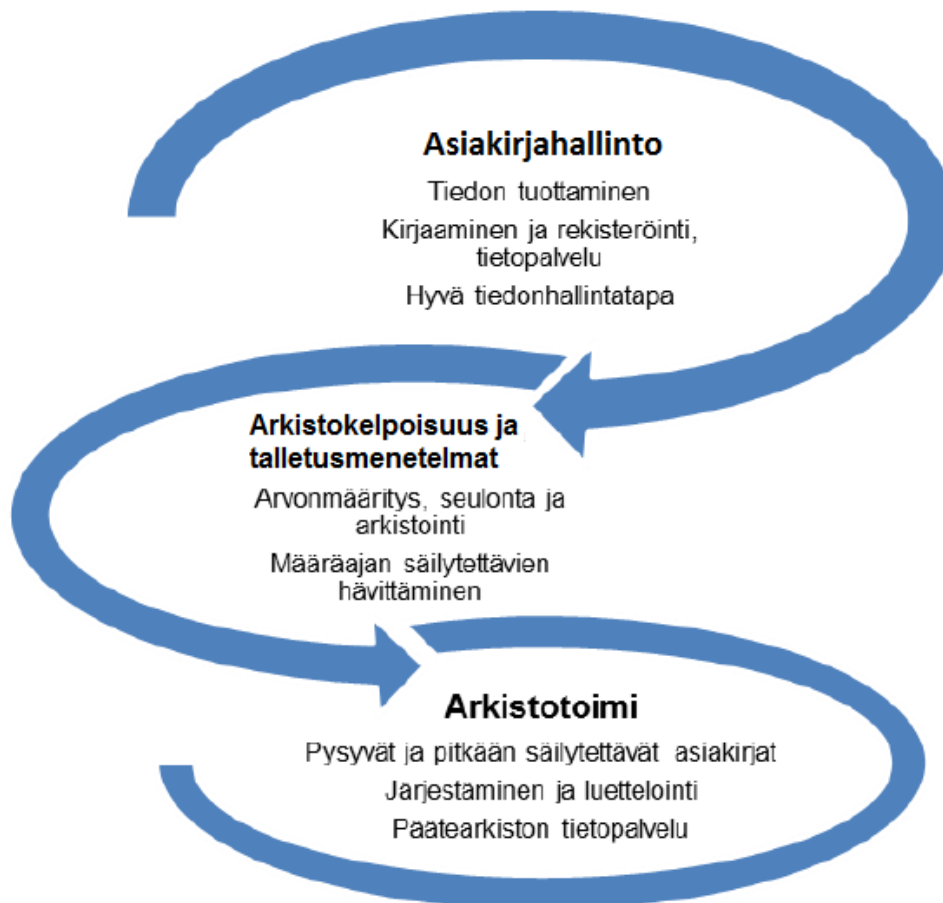 Asiakirjahallinto
Tiedon tuottaminen
Kirjaaminen ja rekisteröinti,
tietopalvelu
Hyvä tiedonhallintatapa
Arkistokelpoisuus ja
talletusmenetelmat
Arvonmääritys, seulonta ja
arkistointi
Määräajan säilytettävien
hävittäminen
Arkistotoimi
Pysyvät ja pitkään säilytettävät asiakirjat
Järjestäminen ja luettelointi
Päätearkiston tietopalvelu